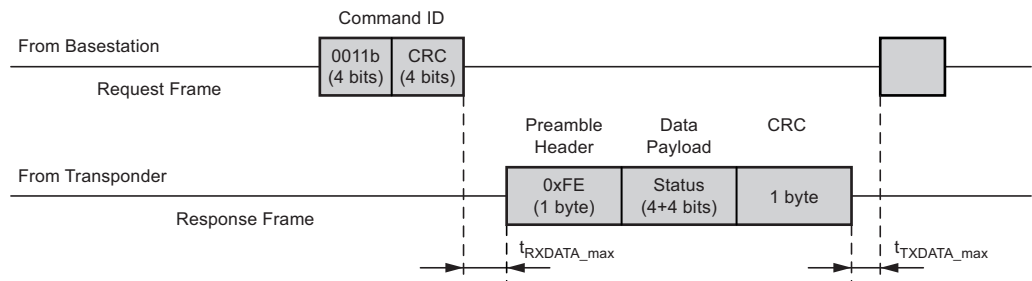 Command ID
From Basestation
0011b
(4 bits)
CRC
(4 bits)
Request Frame
Preamble
Header
Data
Payload
CRC
From Transponder
0xFE
(1 byte)
Status
(4+4 bits)
1 byte
Response Frame
tRXDATA_max
tTXDATA_max